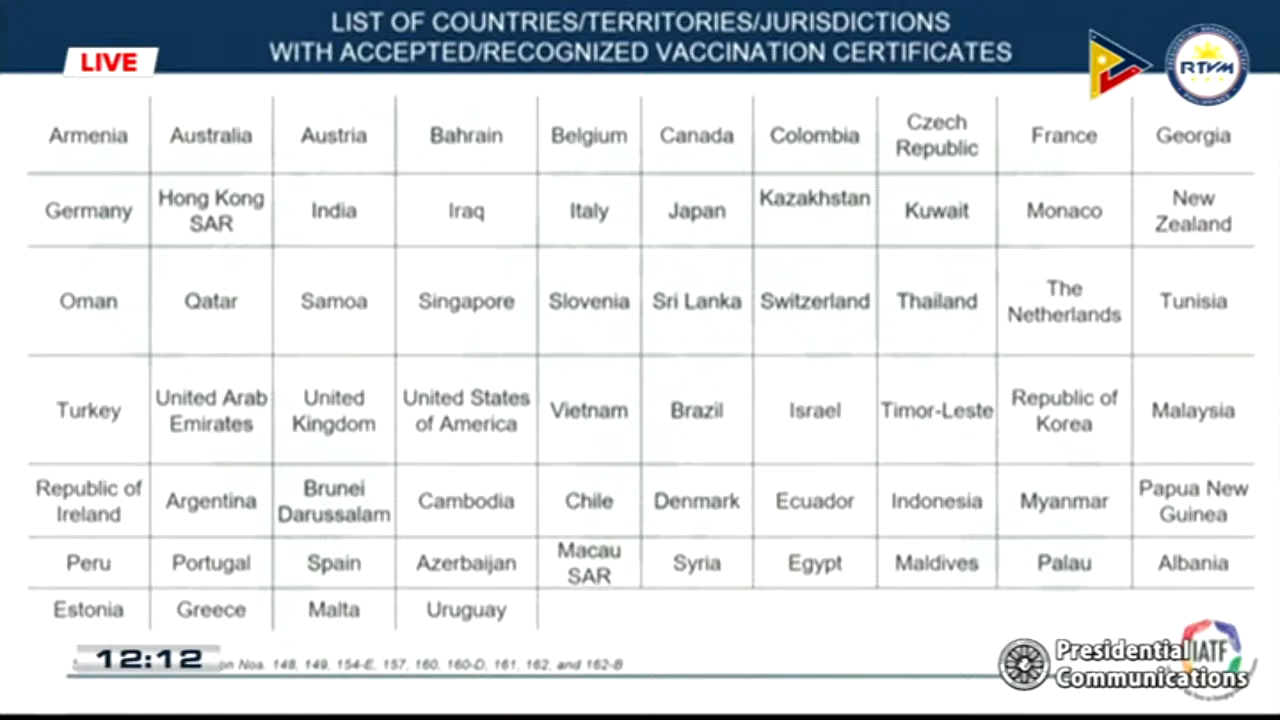 LIST OF COUNTRIES/TERRITORIES/JURISDICTIONS
WITH ACCEPTED/RECOGNIZED VACCINATION CERTIFICATES
LIVE
RTVM
Armenia
Australia
Austria
Bahrain
Belgium
Canada
Colombia
Czech
Republic
France
Georgia
Germany
Hong Kong
SAR
India
Iraq
Italy
Japan
Kazakhstan
Kuwait
Monaco
New
Zealand
Oman
Qatar
Samoa
Singapore
Slovenia
Sri Lanka
Switzerland
Thailand
The
Netherlands
Tunisia
Turkey
United Arab
Emirates
United
Kingdom
United States
of America
Vietnam
Brazil
Israel
Timor-Leste
Republic of
Korea
Malaysia
Republic of
Ireland
Argentina
Brunei
Darussalam
Cambodia
Chile
Denmark
Ecuador
Indonesia
Myanmar
Papua New
Guinea
Peru
Portugal
Spain
Azerbaijan
Macau
SAR
Syria
Egypt
Maldives
Palau
Albania
Estonia
Greece
Malta
Uruguay
12:12
on Nos. 148, 149, 154-E, 157, 160, 160-D, 161, 162, and 162-B
Presidential
Communications
IATF